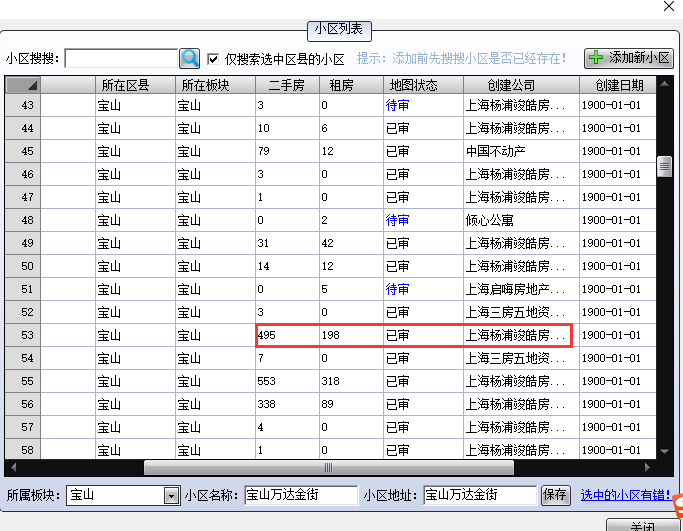 小区列表
小区搜搜: 仅搜索选中区县的小区 提示: 添加前先搜搜小区是否已经存在! 添加新小区
所在区县 所在板块 二手房 租房 地图状态 创建公司 创建日期
43 宝山 宝山 3 0 待审 上海杨浦竣皓房... 1900-01-01
44 宝山 宝山 10 6 已审 上海杨浦竣皓房... 1900-01-01
45 宝山 宝山 79 12 已审 中国不动产 1900-01-01
46 宝山 宝山 3 0 已审 上海杨浦竣皓房... 1900-01-01
47 宝山 宝山 1 0 已审 上海杨浦竣皓房... 1900-01-01
48 宝山 宝山 0 2 待审 倾心公寓 1900-01-01
49 宝山 宝山 31 42 已审 上海杨浦竣皓房... 1900-01-01
50 宝山 宝山 14 12 已审 上海杨浦竣皓房... 1900-01-01
51 宝山 宝山 0 5 待审 上海启嗨房地产... 1900-01-01
52 宝山 宝山 3 0 已审 上海三房五地资... 1900-01-01
53 宝山 宝山 495 198 已审 上海杨浦竣皓房... 1900-01-01
54 宝山 宝山 7 0 已审 上海三房五地资... 1900-01-01
55 宝山 宝山 553 318 已审 上海杨浦竣皓房... 1900-01-01
56 宝山 宝山 338 89 已审 上海杨浦竣皓房... 1900-01-01
57 宝山 宝山 4 0 已审 上海杨浦竣皓房... 1900-01-01
58 宝山 宝山 1 0 已审 上海杨浦竣皓房... 1900-01-01
所属板块: 宝山 小区名称: 宝山万达金街 小区地址: 宝山万达金街 保存 选中的小区有错!
关闭